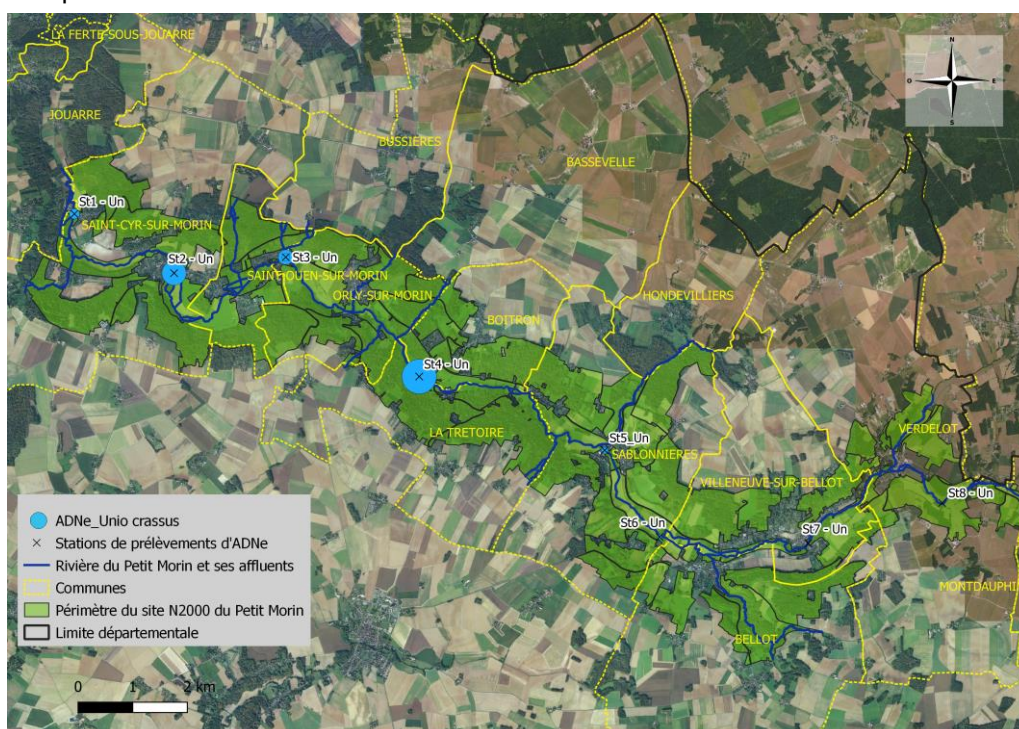 LA FERTE-SOUS-JOUARRE
N
O
E
S
JOUARRE
BUSSIERES
BASSEVELLE
St1 - Un
SAINT-CYR-SUR-MORIN
St2 - Un
St3 - Un
SAINT-OUEN-SUR-MORIN
ORLY-SUR-MORIN
HONDEVILLIERS
BOITRON
St4 - Un
LA TRETOIRE
VERDELOT
St5_Un
SABLONNIERES
VILLENEUVE-SUR-BELLOT
St8 - Un
St6 - Un
St7 - Un
MONTDAUPHIN
BELLOT
ADNe_Unio crassus
Stations de prélèvements d'ADNe
Rivière du Petit Morin et ses affluents
Communes
Périmètre du site N2000 du Petit Morin
Limite départementale
0 1 2 km